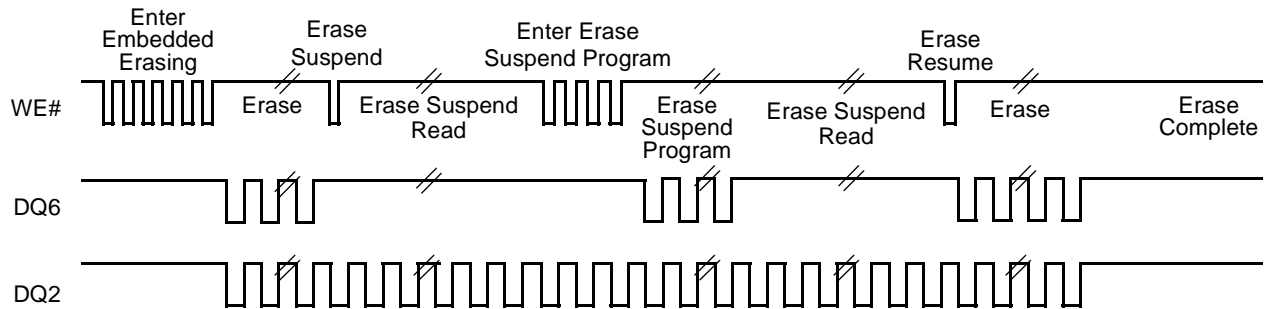 Enter
Embedded
Erasing
Erase
Suspend
Enter Erase
Suspend Program
Erase
Resume
WE#
Erase
Erase Suspend
Read
Erase
Suspend
Program
Erase Suspend
Read
Erase
Erase
Complete
DQ6
DQ2